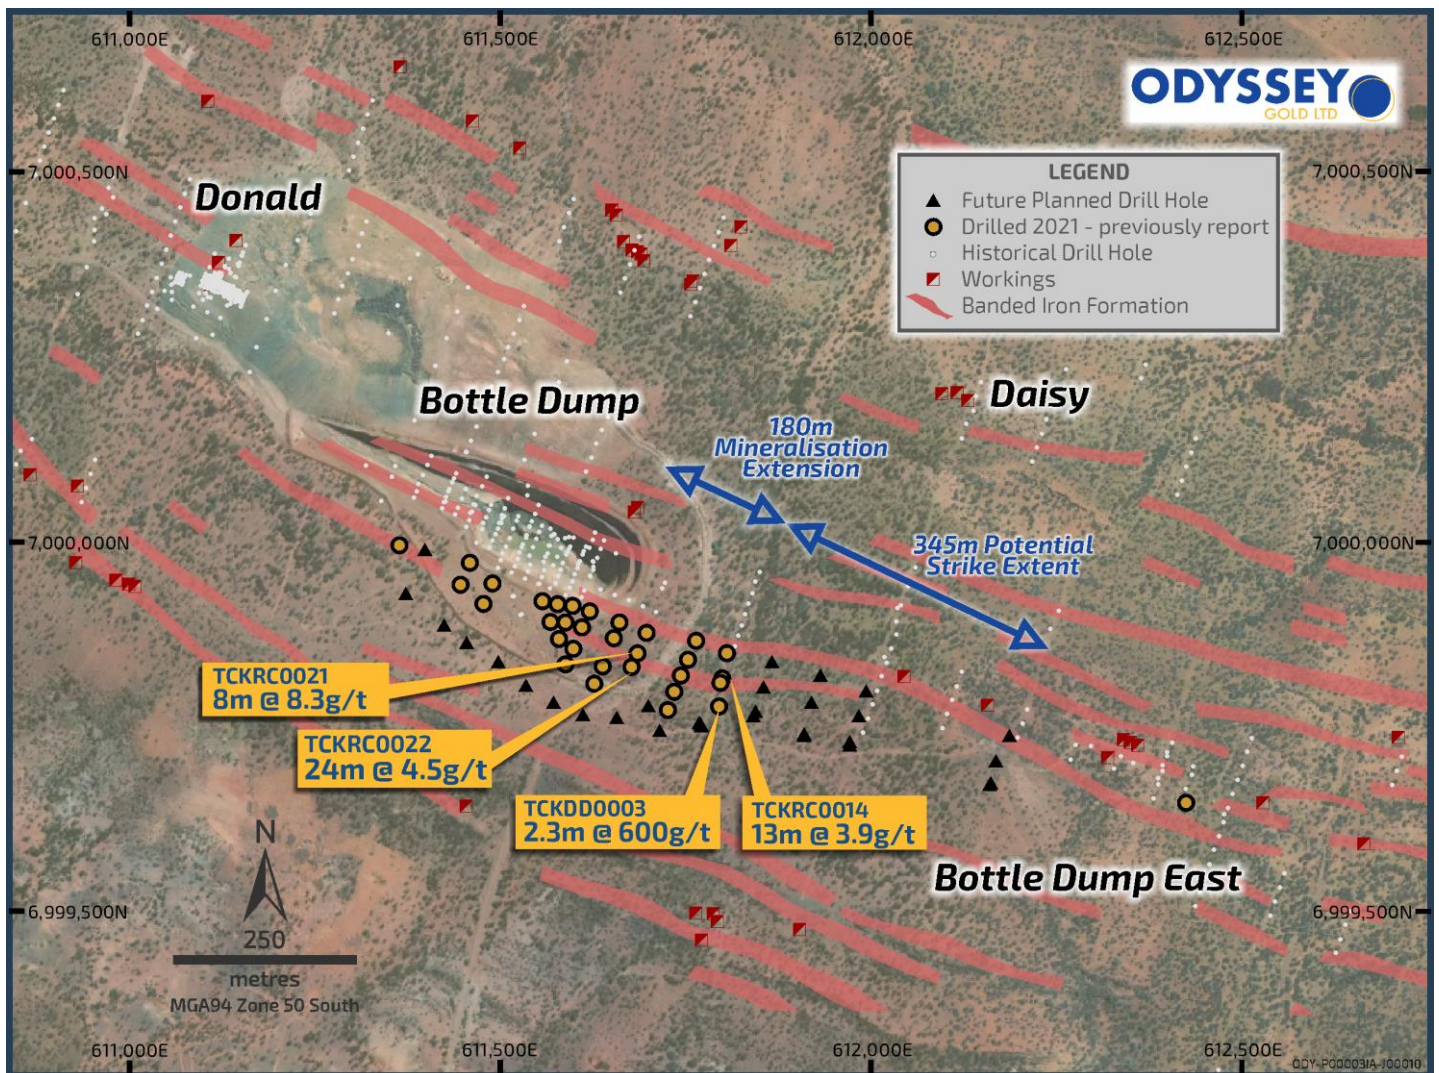 611,000E
611,500E
612,000E
612,500E
ODYSSEY
GOLD LTD
7,000,500N
7,000,500N
LEGEND
Future Planned Drill Hole
Drilled 2021 - previously report
Historical Drill Hole
Workings
Banded Iron Formation
Donald
Bottle Dump
Daisy
180m
Mineralisation
Extension
7,000,000N
7,000,000N
345m Potential
Strike Extent
TCKRC0021
8m @ 8.3g/t
TCKRC0022
24m @ 4.5g/t
TCKDD0003
2.3m @ 600g/t
TCKRC0014
13m @ 3.9g/t
Bottle Dump East
6,999,500N
6,999,500N
N
250
metres
MGA94 Zone 50 South
611,000E
611,500E
612,000E
612,500E